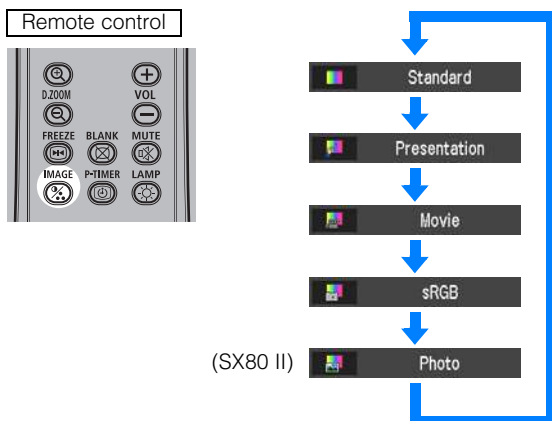 Remote control
D.ZOOM VOL
FREEZE BLANK MUTE
IMAGE P-TIMER LAMP
Standard
Presentation
Movie
sRGB
(SX80 II) Photo